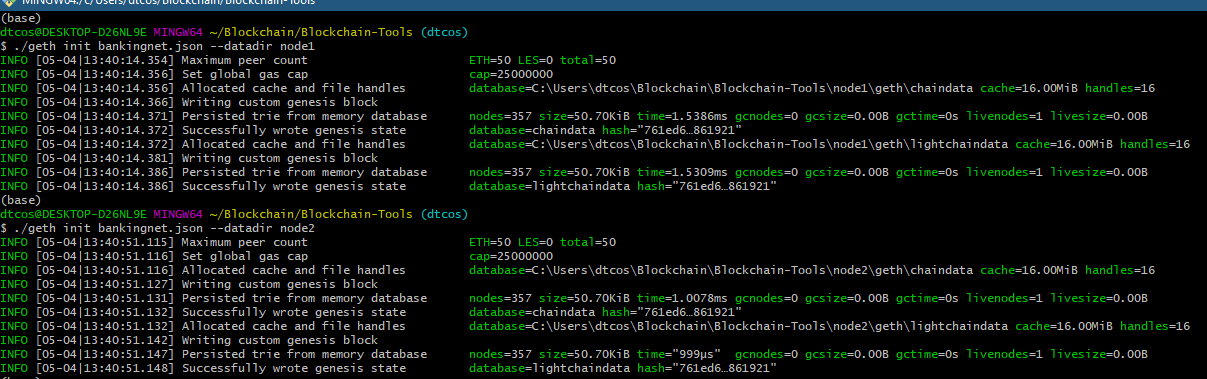 MINGW64:/c/Users/dtcos/Blockchain/Blockchain-Tools
(base)
dtcos@DESKTOP-D26NL9E MINGW64 ~/Blockchain/Blockchain-Tools (dtcos)
$ ./geth init bankingnet.json --datadir node1
INFO [05-04|13:40:14.354] Maximum peer count ETH=50 LES=0 total=50
INFO [05-04|13:40:14.356] Set global gas cap cap=25000000
INFO [05-04|13:40:14.356] Allocated cache and file handles database=C:\Users\dtcos\Blockchain\Blockchain-Tools\node1\geth\chaindata cache=16.00MiB handles=16
INFO [05-04|13:40:14.366] Writing custom genesis block
INFO [05-04|13:40:14.371] Persisted trie from memory database nodes=357 size=50.70KiB time=1.5386ms gcnodes=0 gcsize=0.00B gctime=0s livenodes=1 livesize=0.00B
INFO [05-04|13:40:14.372] Successfully wrote genesis state database=chaindata hash="761ed6…861921"
INFO [05-04|13:40:14.372] Allocated cache and file handles database=C:\Users\dtcos\Blockchain\Blockchain-Tools\node1\geth\lightchaindata cache=16.00MiB handles=16
INFO [05-04|13:40:14.381] Writing custom genesis block
INFO [05-04|13:40:14.386] Persisted trie from memory database nodes=357 size=50.70KiB time=1.5309ms gcnodes=0 gcsize=0.00B gctime=0s livenodes=1 livesize=0.00B
INFO [05-04|13:40:14.386] Successfully wrote genesis state database=lightchaindata hash="761ed6…861921"
(base)
dtcos@DESKTOP-D26NL9E MINGW64 ~/Blockchain/Blockchain-Tools (dtcos)
$ ./geth init bankingnet.json --datadir node2
INFO [05-04|13:40:51.115] Maximum peer count ETH=50 LES=0 total=50
INFO [05-04|13:40:51.116] Set global gas cap cap=25000000
INFO [05-04|13:40:51.116] Allocated cache and file handles database=C:\Users\dtcos\Blockchain\Blockchain-Tools\node2\geth\chaindata cache=16.00MiB handles=16
INFO [05-04|13:40:51.127] Writing custom genesis block
INFO [05-04|13:40:51.131] Persisted trie from memory database nodes=357 size=50.70KiB time=1.0078ms gcnodes=0 gcsize=0.00B gctime=0s livenodes=1 livesize=0.00B
INFO [05-04|13:40:51.132] Successfully wrote genesis state database=chaindata hash="761ed6…861921"
INFO [05-04|13:40:51.132] Allocated cache and file handles database=C:\Users\dtcos\Blockchain\Blockchain-Tools\node2\geth\lightchaindata cache=16.00MiB handles=16
INFO [05-04|13:40:51.142] Writing custom genesis block
INFO [05-04|13:40:51.147] Persisted trie from memory database nodes=357 size=50.70KiB time="999µs" gcnodes=0 gcsize=0.00B gctime=0s livenodes=1 livesize=0.00B
INFO [05-04|13:40:51.148] Successfully wrote genesis state database=lightchaindata hash="761ed6…861921"